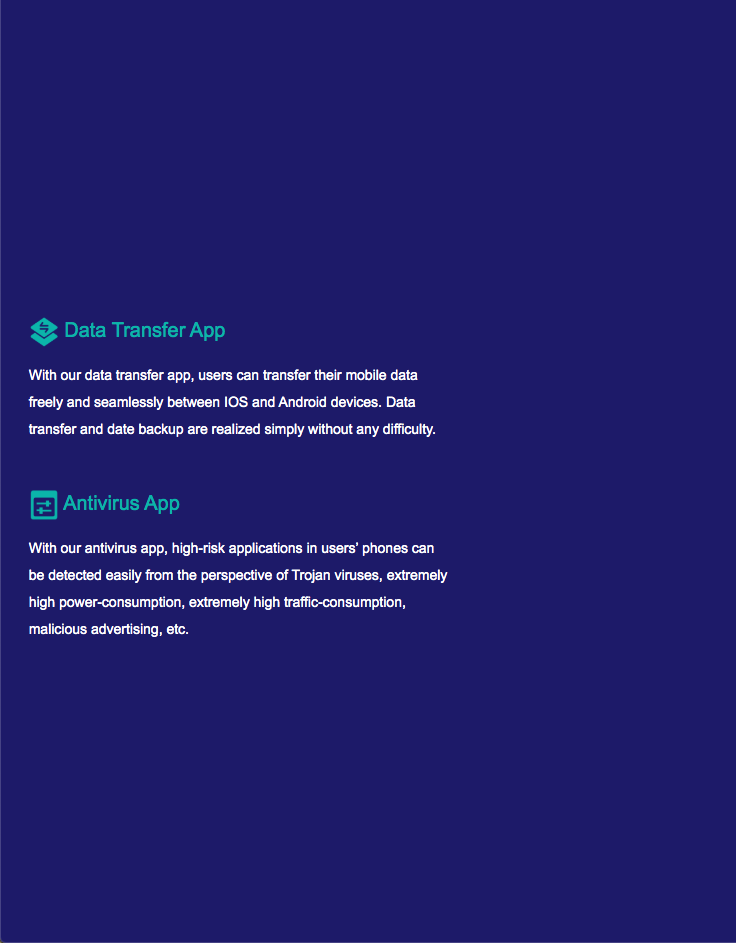 Data Transfer App
With our data transfer app, users can transfer their mobile data
freely and seamlessly between IOS and Android devices. Data
transfer and date backup are realized simply without any difficulty.
Antivirus App
With our antivirus app, high-risk applications in users’ phones can
be detected easily from the perspective of Trojan viruses, extremely
high power-consumption, extremely high traffic-consumption,
malicious advertising, etc.